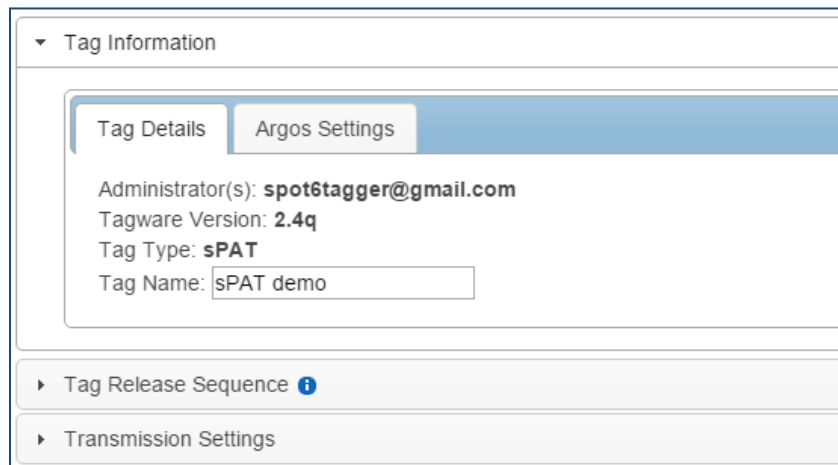 Tag Information
Tag Details
Argos Settings
Administrator(s): spot6tagger@gmail.com
Tagware Version: 2.4q
Tag Type: sPAT
Tag Name: sPAT demo
Tag Release Sequence i
Transmission Settings